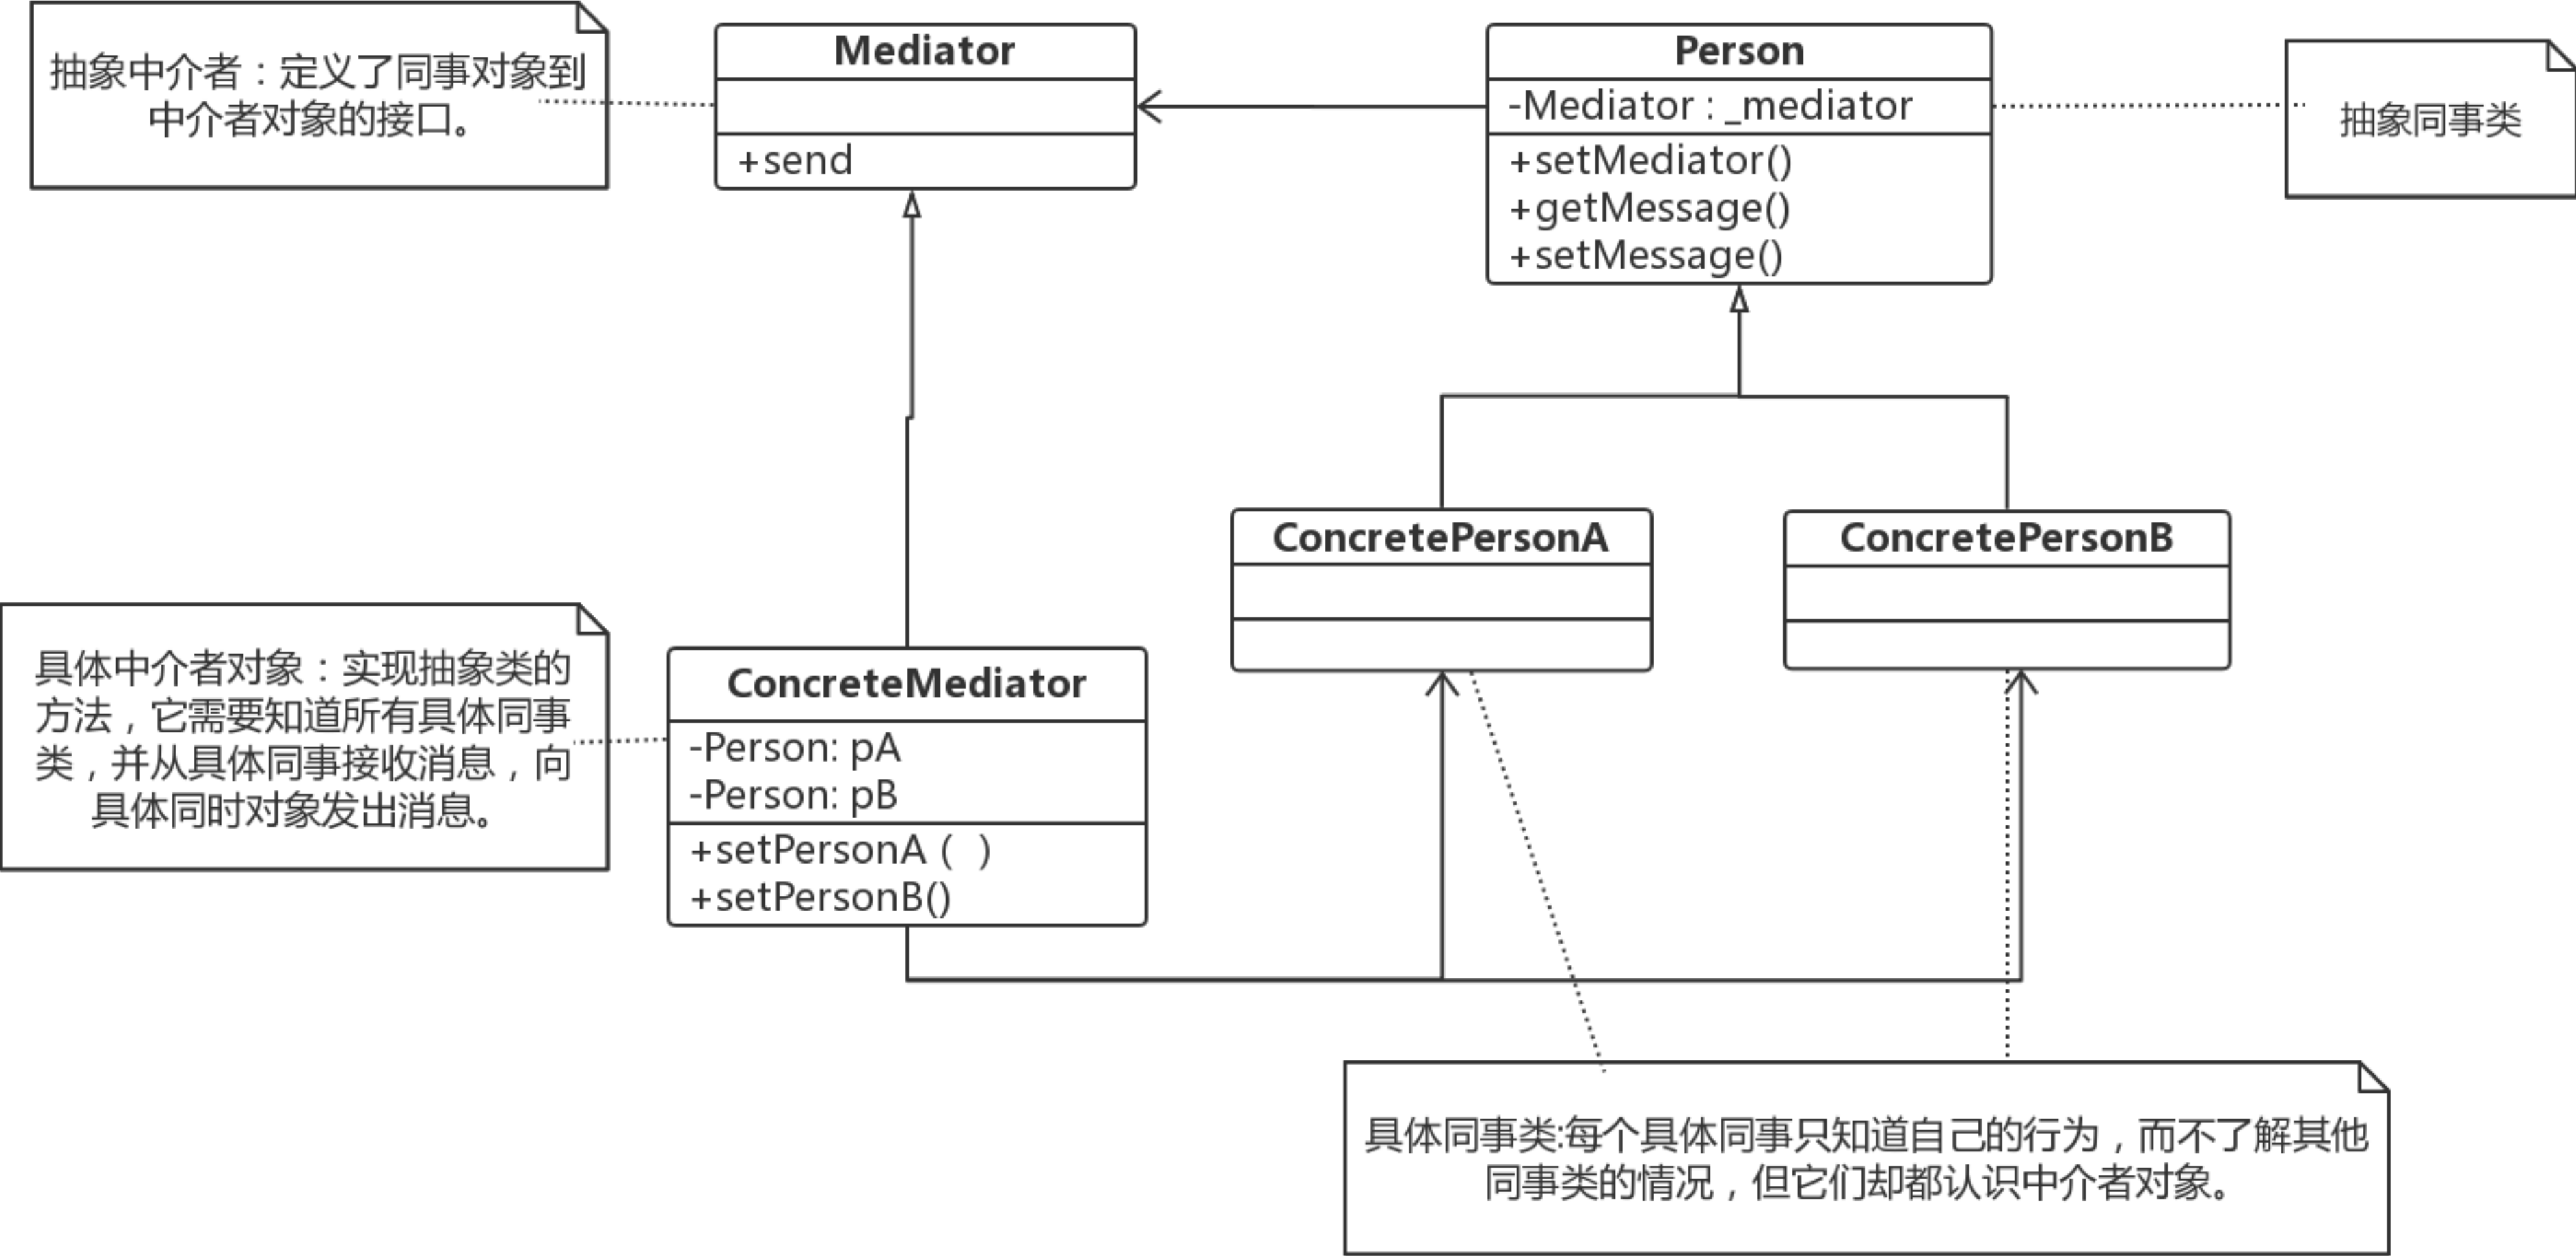 抽象中介者：定义了同事对象到
中介者对象的接口。
Mediator
+send
Person
-Mediator : _mediator
+setMediator()
+getMessage()
+setMessage()
抽象同事类
ConcretePersonA
ConcretePersonB
具体中介者对象：实现抽象类的
方法，它需要知道所有具体同事
类，并从具体同事接收消息，向
具体同时对象发出消息。
ConcreteMediator
-Person: pA
-Person: pB
+setPersonA（ ）
+setPersonB()
具体同事类:每个具体同事只知道自己的行为，而不了解其他
同事类的情况，但它们却都认识中介者对象。